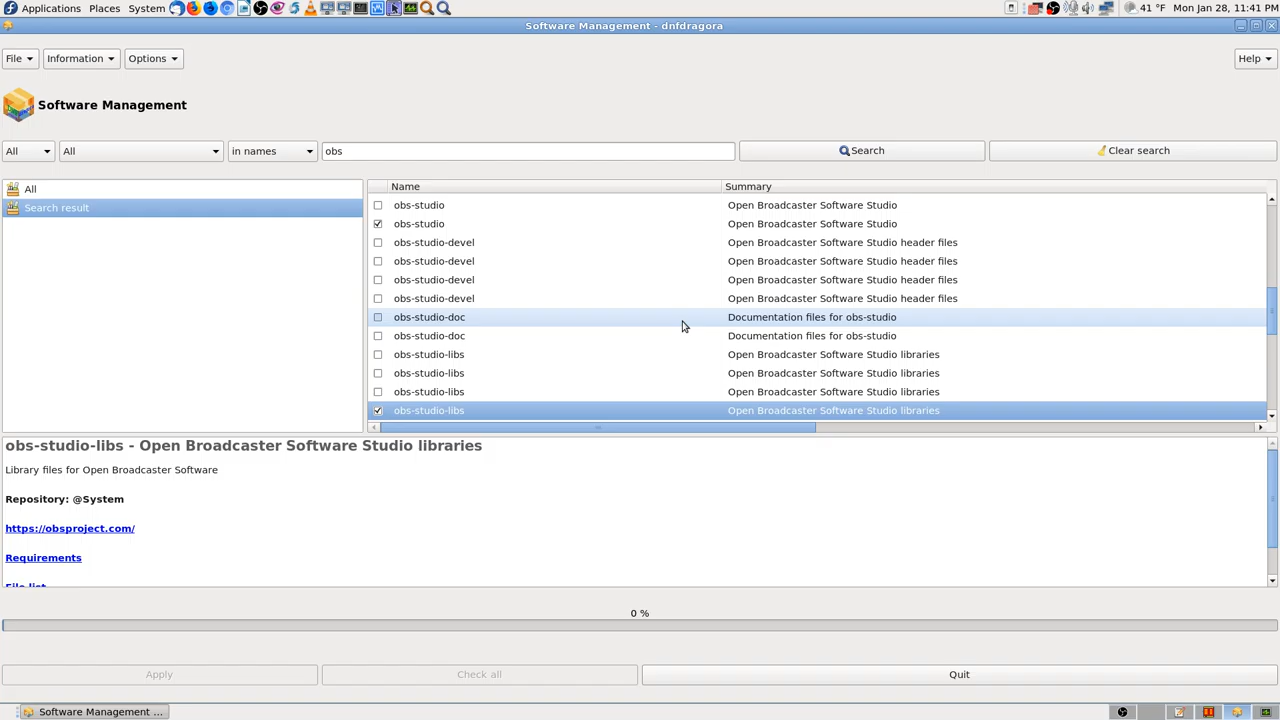 Applications Places System 41 °F Mon Jan 28, 11:41 PM
Software Management - dnfdragora
File Information Options Help
Software Management
All All in names obs Search Clear search
All
Search result
Name Summary
obs-studio Open Broadcaster Software Studio
obs-studio Open Broadcaster Software Studio
obs-studio-devel Open Broadcaster Software Studio header files
obs-studio-devel Open Broadcaster Software Studio header files
obs-studio-devel Open Broadcaster Software Studio header files
obs-studio-devel Open Broadcaster Software Studio header files
obs-studio-doc Documentation files for obs-studio
obs-studio-doc Documentation files for obs-studio
obs-studio-libs Open Broadcaster Software Studio libraries
obs-studio-libs Open Broadcaster Software Studio libraries
obs-studio-libs Open Broadcaster Software Studio libraries
obs-studio-libs Open Broadcaster Software Studio libraries
obs-studio-libs - Open Broadcaster Software Studio libraries
Library files for Open Broadcaster Software
Repository: @System
https://obsproject.com/
Requirements
File list
0 %
Apply Check all Quit
Software Management ...